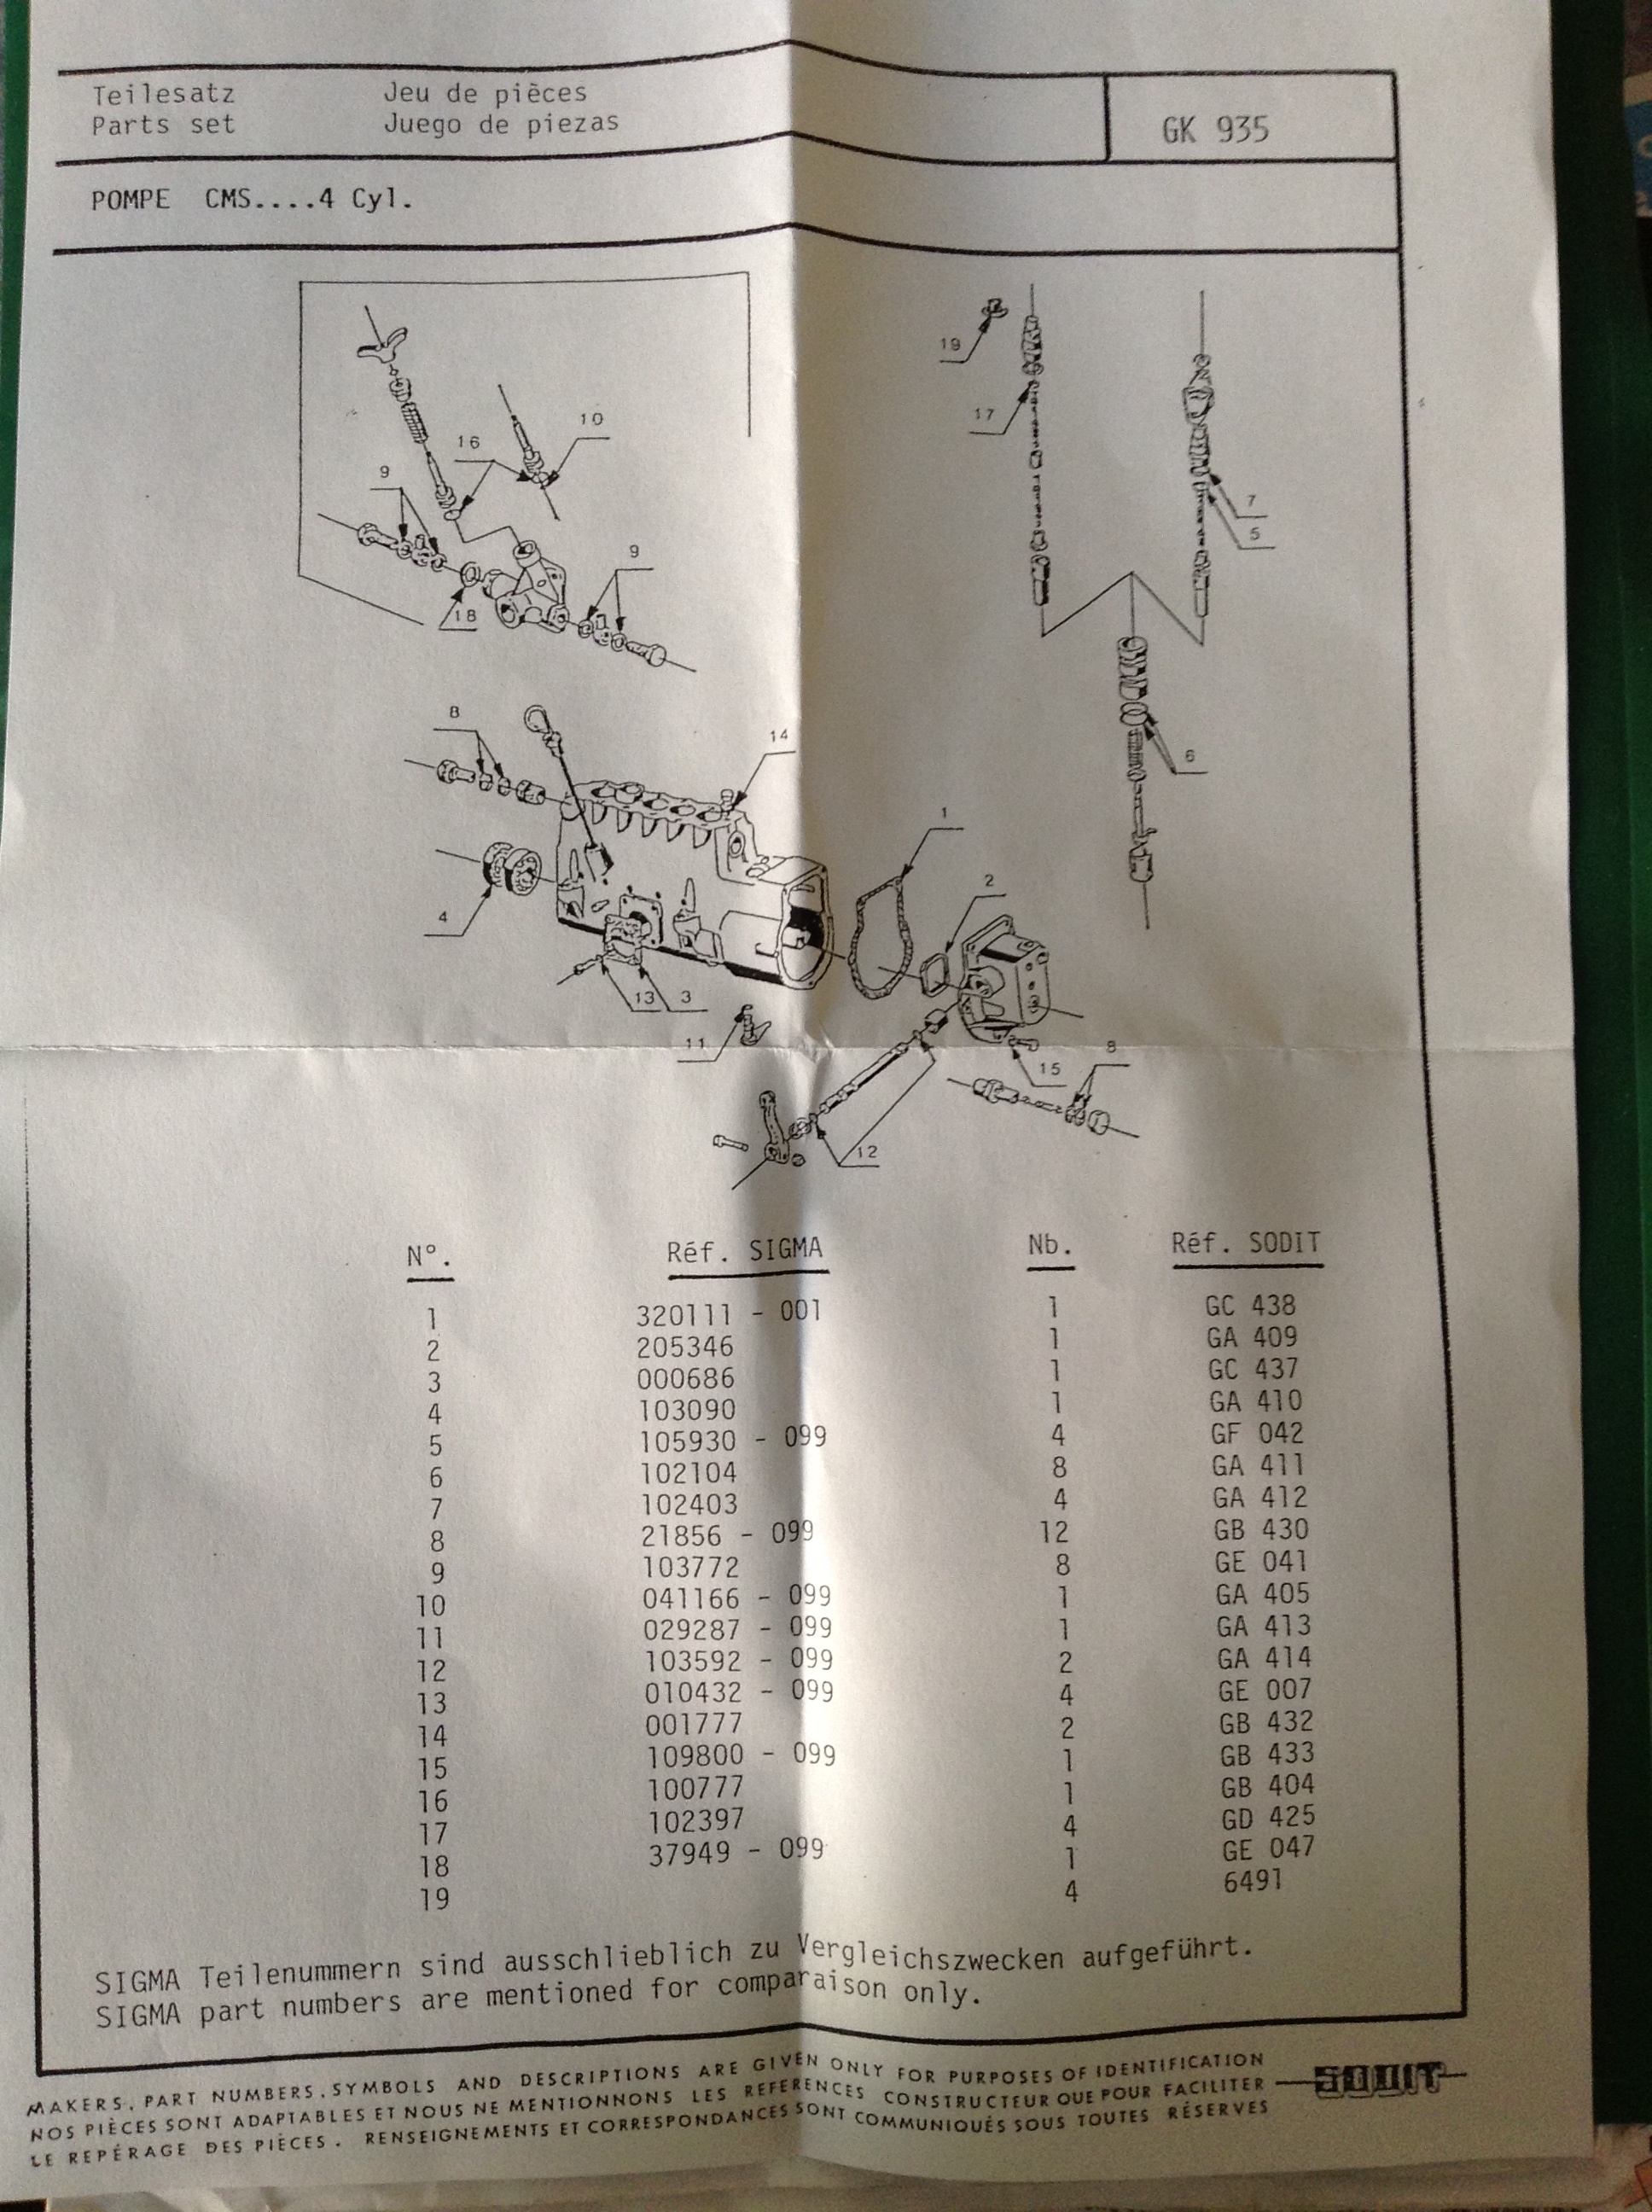 Teilesatz Jeu de pièces
Parts set Juego de piezas
GK 935
POMPE CMS....4 Cyl.
19
10
16
17
9
7
5
9
18
8
14
6
1
2
4
13 3
11
8
15
12
N°. Réf. SIGMA Nb. Réf. SODIT
1 320111 - 001 1 GC 438
2 205346 1 GA 409
3 000686 1 GC 437
4 103090 1 GA 410
5 105930 - 099 4 GF 042
6 102104 8 GA 411
7 102403 4 GA 412
8 21856 - 099 12 GB 430
9 103772 8 GE 041
10 041166 - 099 1 GA 405
11 029287 - 099 1 GA 413
12 103592 - 099 2 GA 414
13 010432 - 099 4 GE 007
14 001777 2 GB 432
15 109800 - 099 1 GB 433
16 100777 1 GB 404
17 102397 4 GD 425
18 37949 - 099 1 GE 047
19 4 6491
SIGMA Teilenummern sind ausschlieblich zu Vergleichszwecken aufgeführt.
SIGMA part numbers are mentioned for comparaison only.
MAKERS, PART NUMBERS, SYMBOLS AND DESCRIPTIONS ARE GIVEN ONLY FOR PURPOSES OF IDENTIFICATION
NOS PIÈCES SONT ADAPTABLES ET NOUS NE MENTIONNONS LES REFERENCES CONSTRUCTEUR QUE POUR FACILITER
LE REPÉRAGE DES PIÈCES. RENSEIGNEMENTS ET CORRESPONDANCES SONT COMMUNIQUÉS SOUS TOUTES RÉSERVES
SODIT